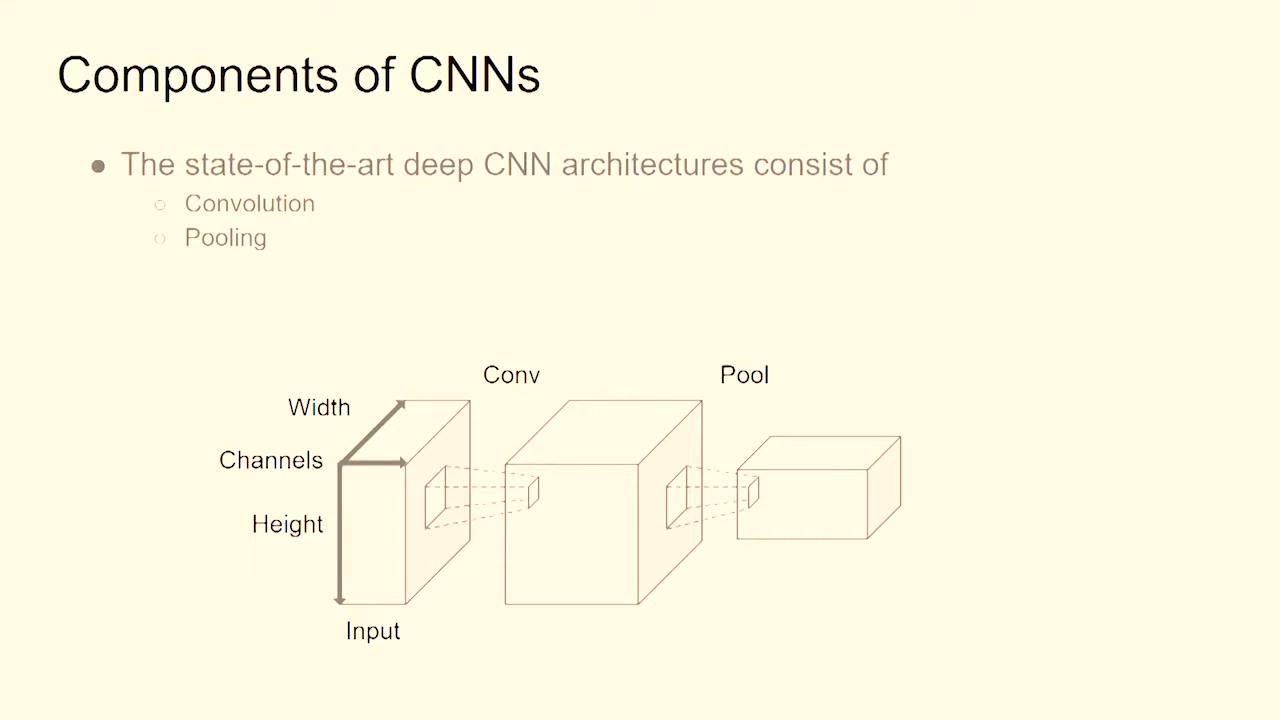 Components of CNNs
● The state-of-the-art deep CNN architectures consist of
○ Convolution
○ Pooling
Conv
Pool
Width
Channels
Height
Input